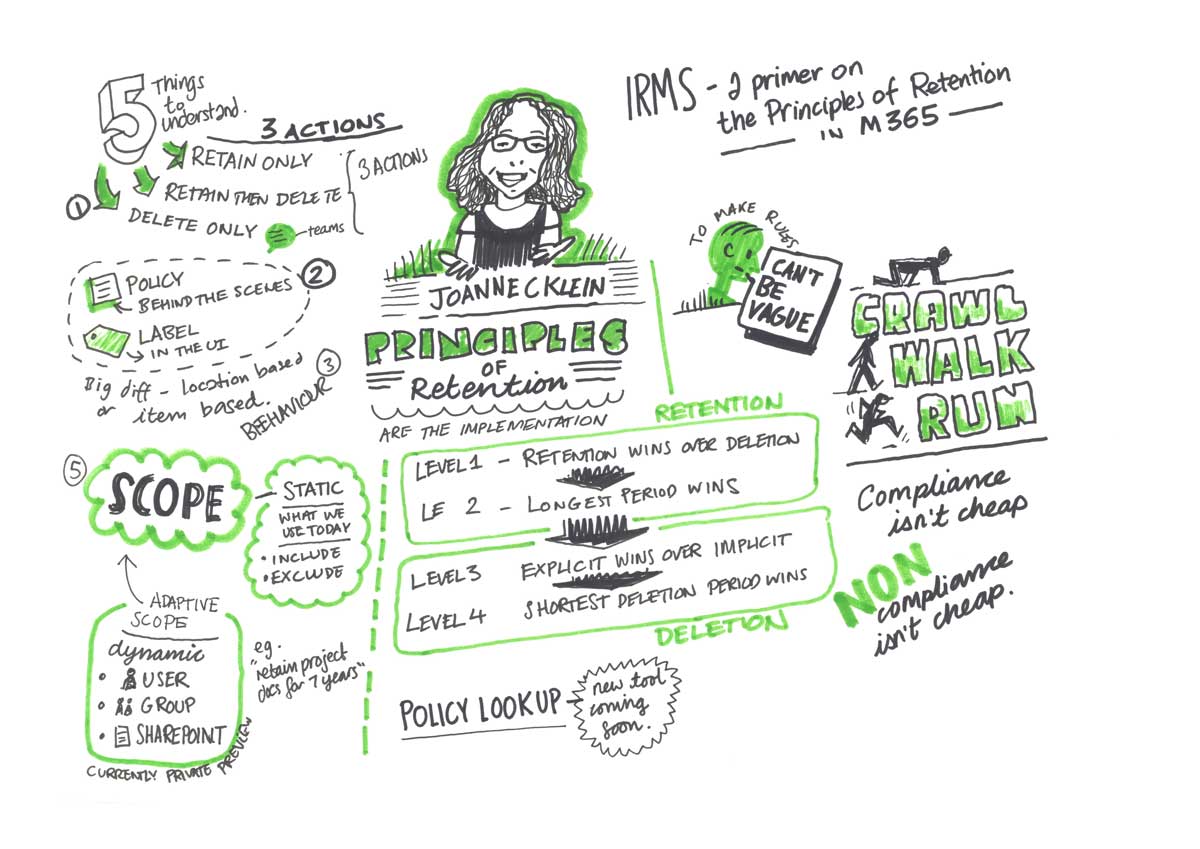 5 Things
to
understand.
3 ACTIONS
RETAIN ONLY
RETAIN THEN DELETE
① DELETE ONLY
3 ACTIONS
teams
POLICY
BEHIND THE SCENES
②
LABEL
IN THE UI
Big diff - location based
or item based.
BEEHAVIOUR
③
JOANNE C KLEIN
PRINCIPLES
OF
Retention
ARE THE IMPLEMENTATION
IRMS - a primer on
the Principles of Retention
IN M365
TO MAKE RULES
CAN'T
BE
VAGUE
CRAWL
WALK
RUN
RETENTION
LEVEL 1 - RETENTION WINS OVER DELETION
LE 2 - LONGEST PERIOD WINS
LEVEL 3 EXPLICIT WINS OVER IMPLICIT
LEVEL 4 SHORTEST DELETION PERIOD WINS
DELETION
Compliance
isn't cheap
NON
compliance
isn't cheap.
⑤
SCOPE
STATIC
WHAT WE
USE TODAY
• INCLUDE
• EXCLUDE
ADAPTIVE
SCOPE
dynamic
• USER
• GROUP
• SHAREPOINT
CURRENTLY PRIVATE PREVIEW
eg.
"retain project
docs for 7 years"
POLICY LOOKUP -
new tool
coming
soon.